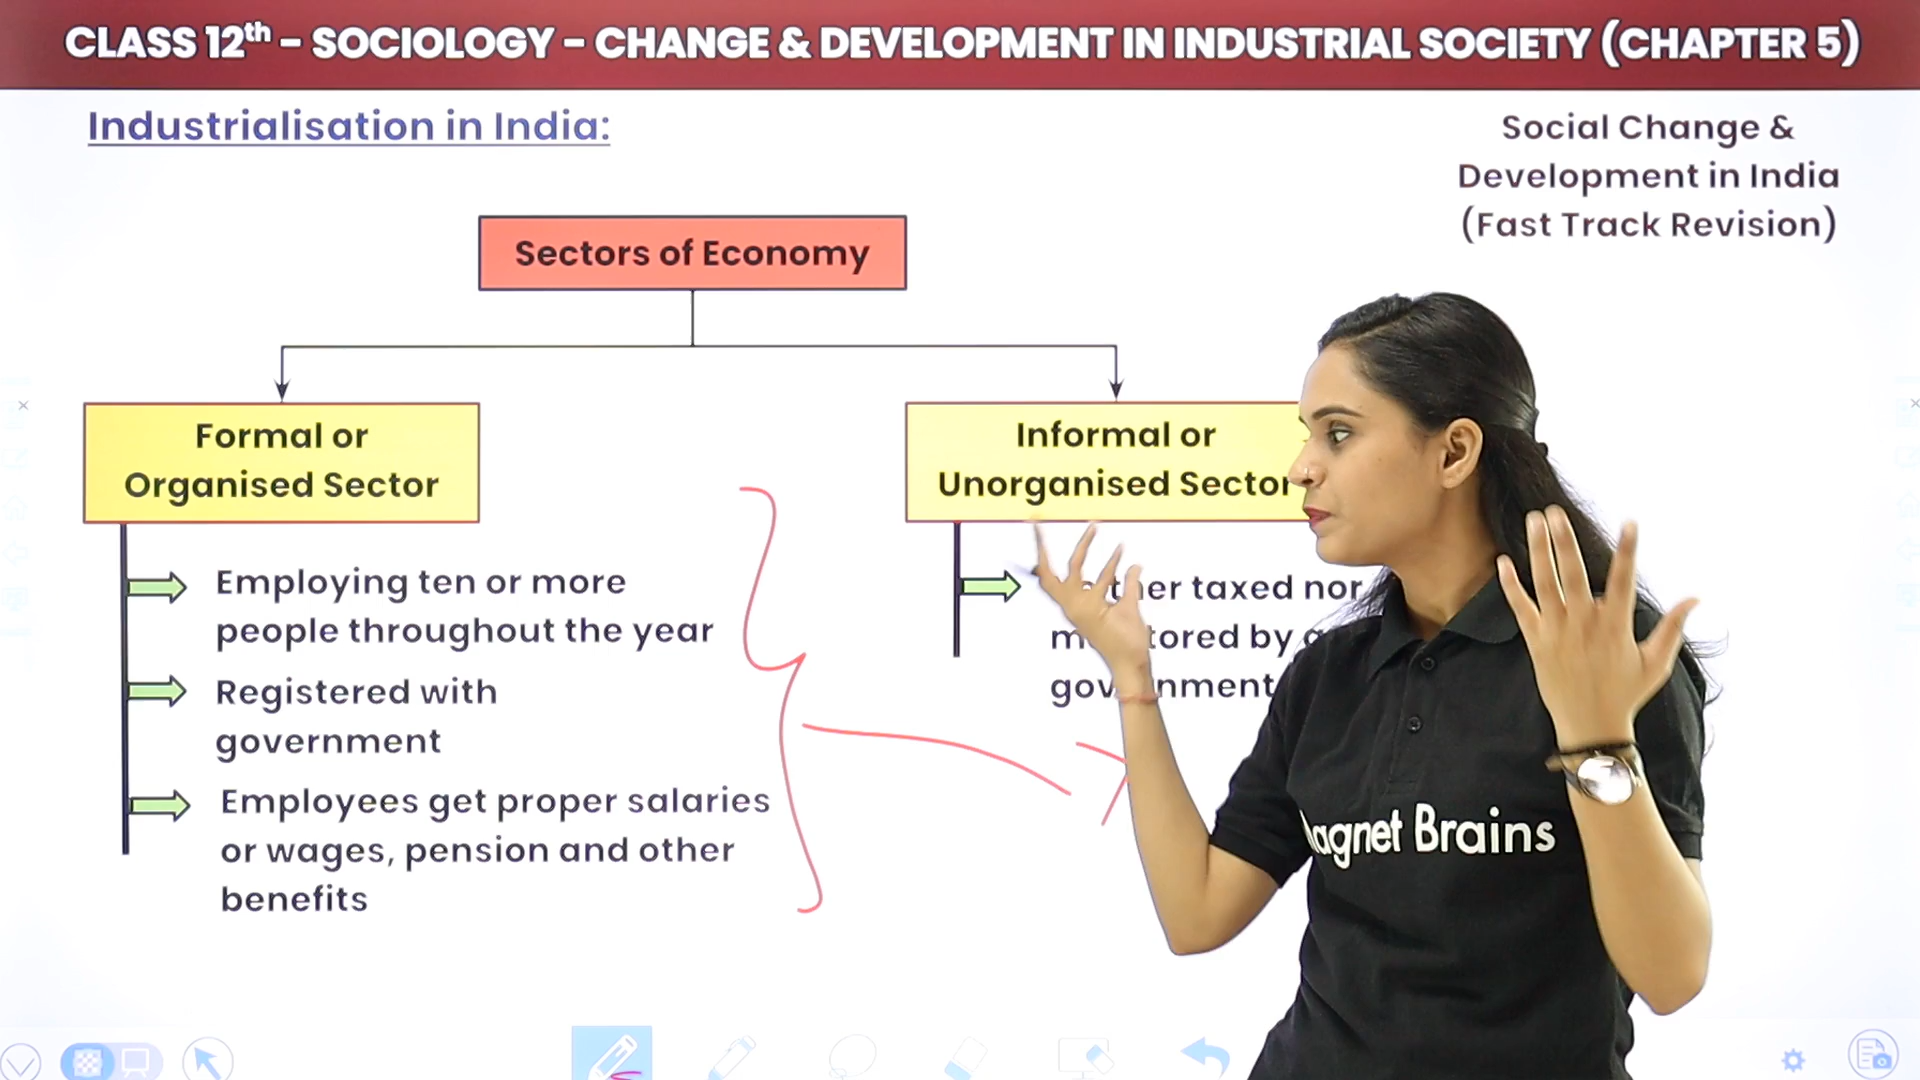 CLASS 12th – SOCIOLOGY – CHANGE & DEVELOPMENT IN INDUSTRIAL SOCIETY (CHAPTER 5)
Industrialisation in India:
Social Change &
Development in India
(Fast Track Revision)
Sectors of Economy
Formal or
Organised Sector
Employing ten or more
people throughout the year
Registered with
government
Employees get proper salaries
or wages, pension and other
benefits
Informal or
Unorganised Sector
taxed nor
by
Brains